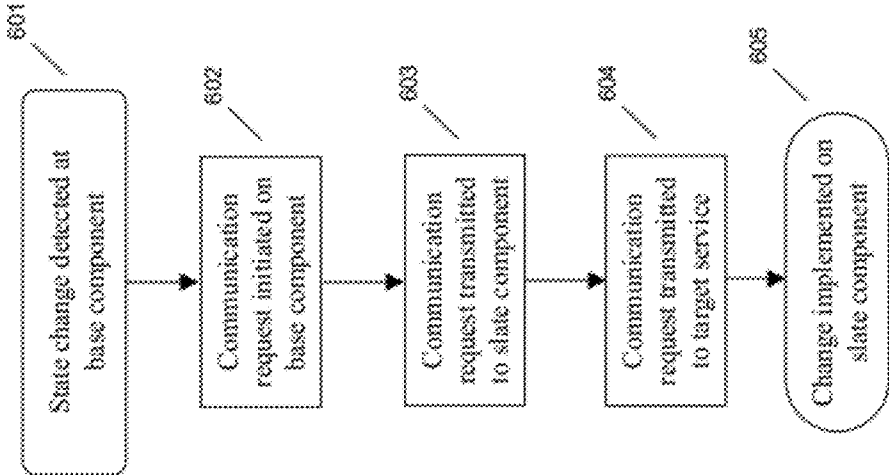 601
State change detected at
base component
602
Communication
request initiated on
base component
603
Communication
request transmitted
to slate component
604
Communication
request transmitted
to target service
605
Change implemented on
slate component